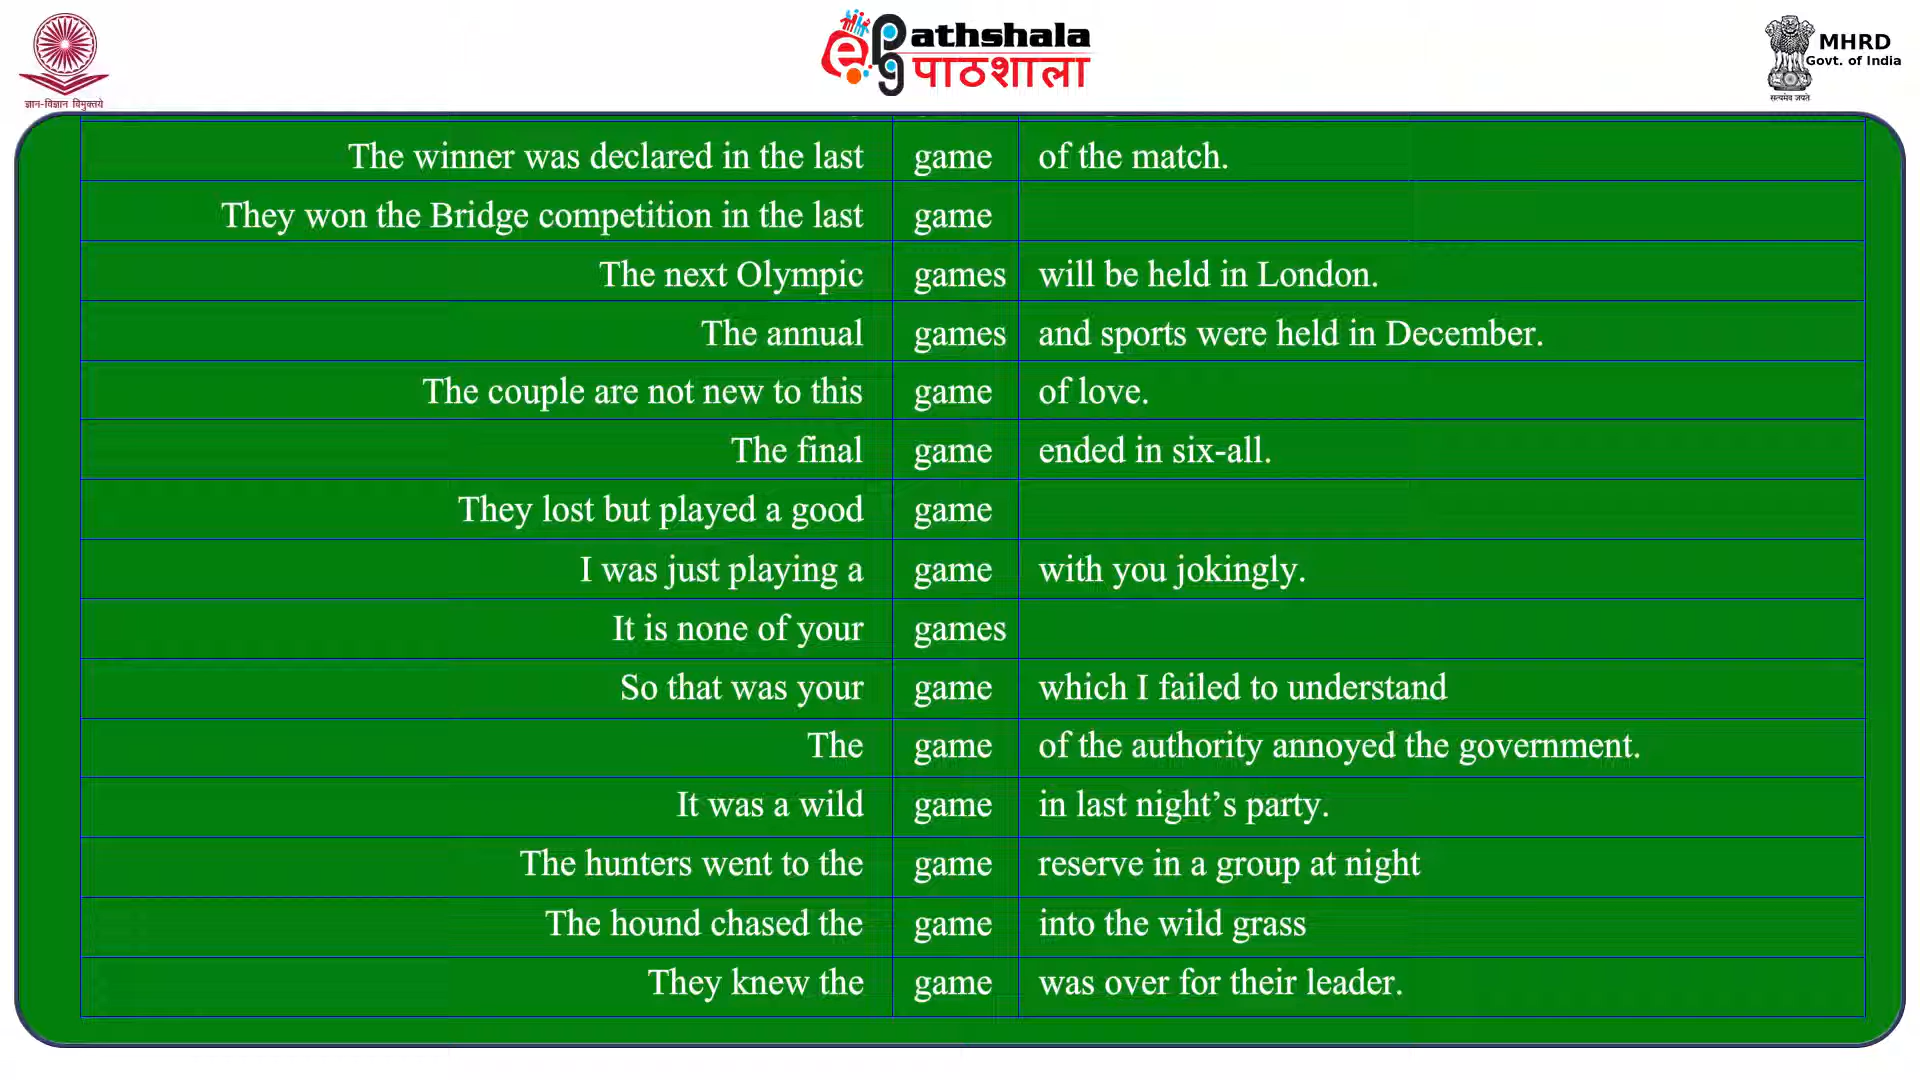 ज्ञान-विज्ञान विमुक्तये
ePathshala
पाठशाला
MHRD
Govt. of India
सत्यमेव जयते
The winner was declared in the last game of the match.
They won the Bridge competition in the last game
The next Olympic games will be held in London.
The annual games and sports were held in December.
The couple are not new to this game of love.
The final game ended in six-all.
They lost but played a good game
I was just playing a game with you jokingly.
It is none of your games
So that was your game which I failed to understand
The game of the authority annoyed the government.
It was a wild game in last night’s party.
The hunters went to the game reserve in a group at night
The hound chased the game into the wild grass
They knew the game was over for their leader.